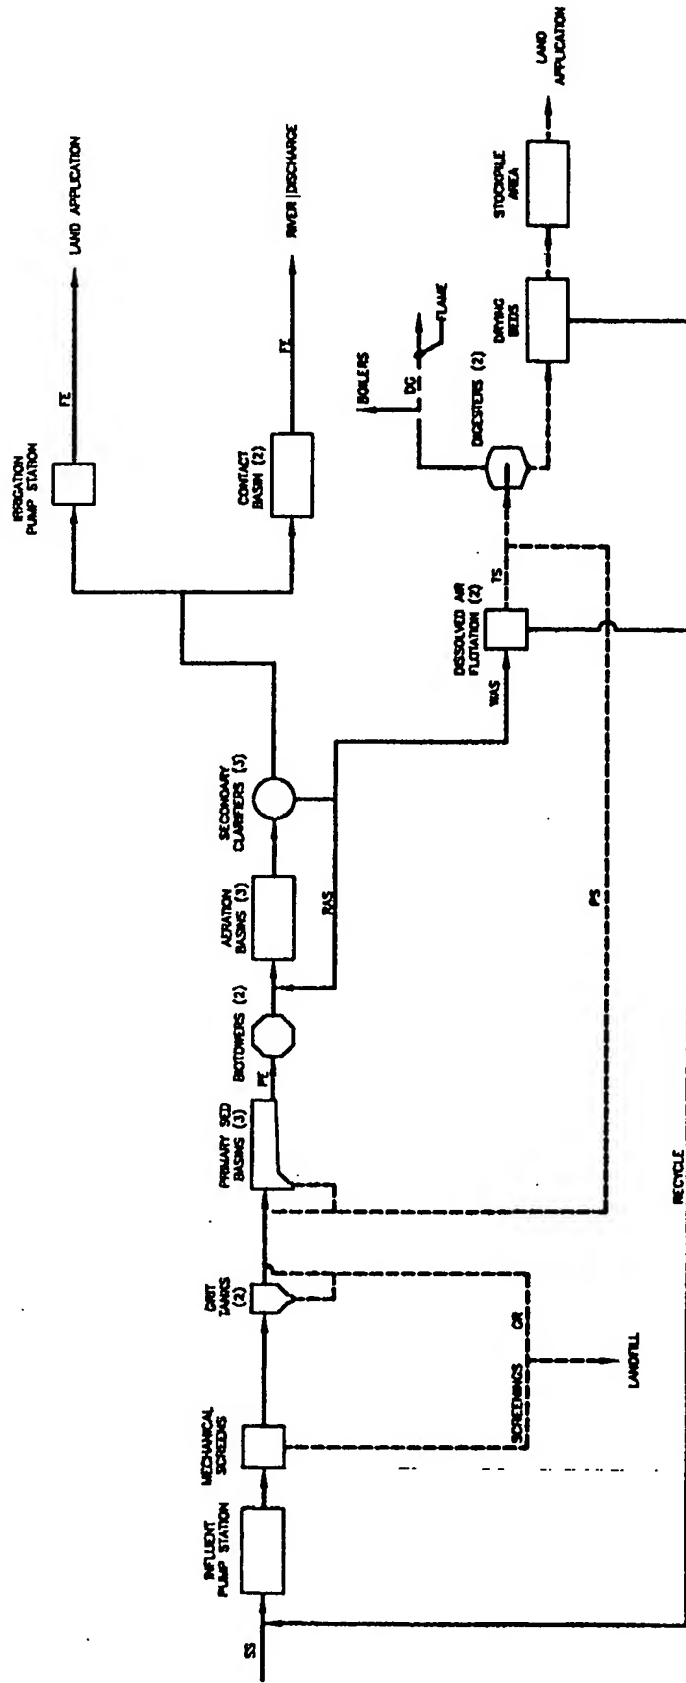 SS
INFLUENT
PUMP STATION
MECHANICAL
SCREENS
GRIT
TANKS
(2)
PRIMARY SED
BASINS (3)
PE
BIOTOWERS (2)
AERATION
BASINS (3)
SECONDARY
CLARIFIERS (3)
RAS
IRRIGATION
PUMP STATION
FE
LAND APPLICATION
CONTACT
BASIN (2)
FE
RIVER DISCHARGE
WAS
DISSOLVED AIR
FLOTATION (2)
TS
DIGESTERS (2)
BOILERS
DG
FLAME
DRYING
BEDS
STOCKPILE
AREA
LAND
APPLICATION
SCREENINGS
GR
LANDFILL
PS
RECYCLE